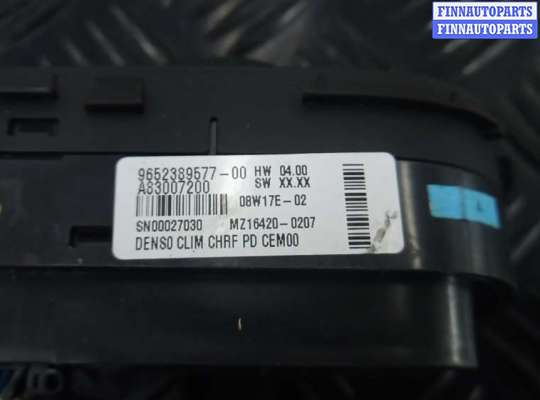 FINNAUTOPARTS
FINNAUTOPARTS
FINNAUTOPARTS
9652389577-00 HW 04.00
A83007200 SW XX.XX
08W17E-02
SN00027030 MZ16420-0207
DENSO CLIM CHRF PD CEM00